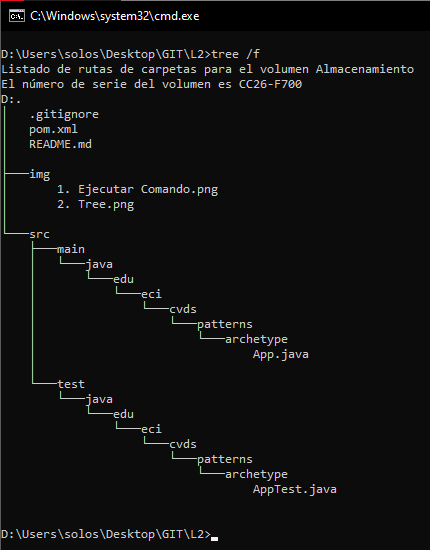 C:\Windows\system32\cmd.exe
D:\Users\solos\Desktop\GIT\L2>tree /f
Listado de rutas de carpetas para el volumen Almacenamiento
El número de serie del volumen es CC26-F700
D:.
│   .gitignore
│   pom.xml
│   README.md
│
├───img
│       1. Ejecutar Comando.png
│       2. Tree.png
│
└───src
    ├───main
    │   └───java
    │       └───edu
    │           └───eci
    │               └───cvds
    │                   └───patterns
    │                       └───archetype
    │                               App.java
    │
    └───test
        └───java
            └───edu
                └───eci
                    └───cvds
                        └───patterns
                            └───archetype
                                    AppTest.java
D:\Users\solos\Desktop\GIT\L2>